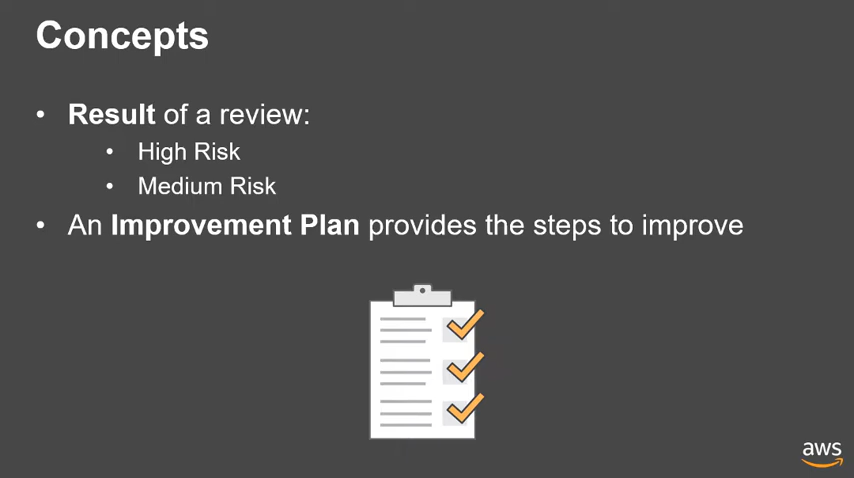 Concepts
• Result of a review:
• High Risk
• Medium Risk
• An Improvement Plan provides the steps to improve
aws